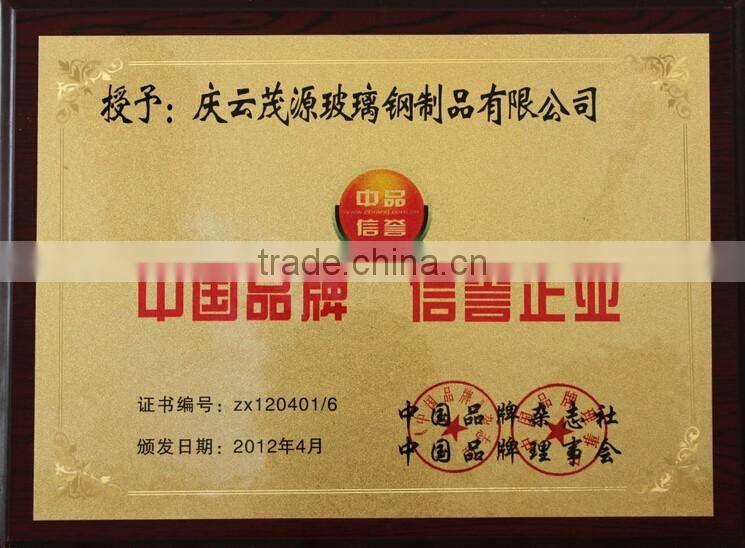 授予：庆云茂源玻璃钢制品有限公司
中品
信誉
trade.china.cn
中国品牌 信誉企业
证书编号：zx120401/6
中国品牌杂志社
颁发日期：2012年4月
中国品牌理事会